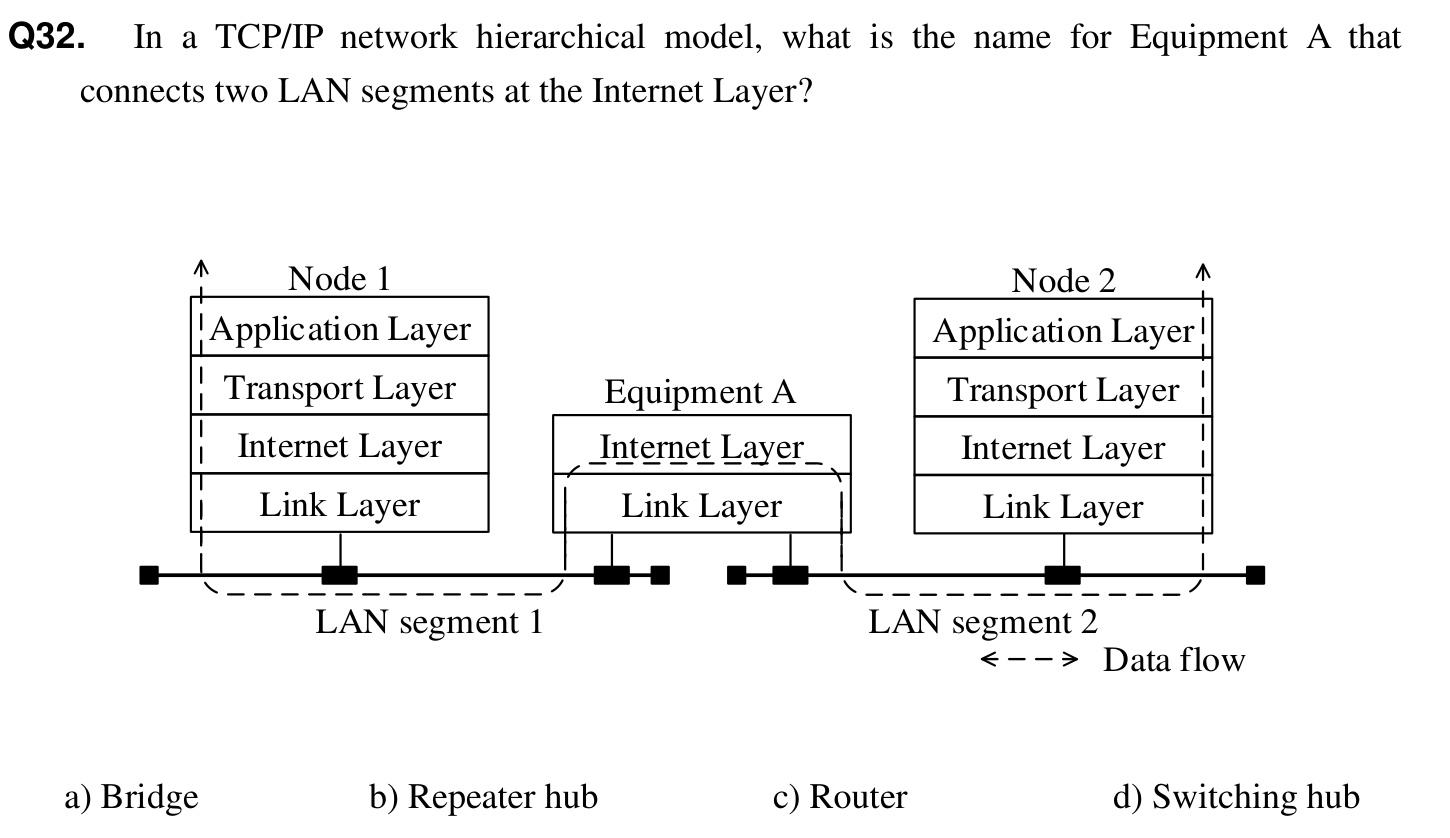 Q32. In a TCP/IP network hierarchical model, what is the name for Equipment A that
connects two LAN segments at the Internet Layer?
Node 1
Application Layer
Transport Layer
Internet Layer
Link Layer
Equipment A
Internet Layer
Link Layer
Node 2
Application Layer
Transport Layer
Internet Layer
Link Layer
LAN segment 1
LAN segment 2
Data flow
a) Bridge b) Repeater hub c) Router d) Switching hub